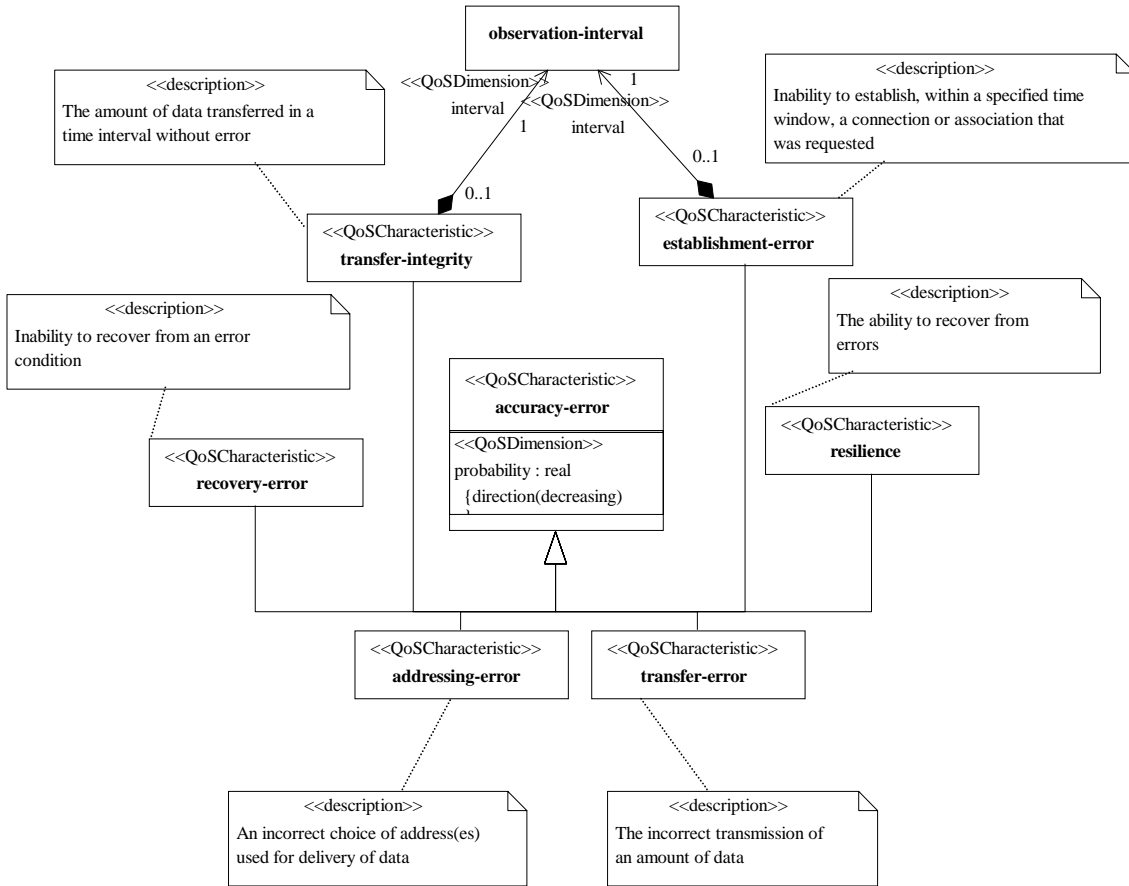 observation-interval
<<description>>
The amount of data transferred in a
time interval without error
<<QoSDimension>>
interval
1
1
<<QoSDimension>>
interval
<<description>>
Inability to establish, within a specified time
window, a connection or association that
was requested
0..1
0..1
<<QoSCharacteristic>>
transfer-integrity
<<QoSCharacteristic>>
establishment-error
<<description>>
Inability to recover from an error
condition
<<description>>
The ability to recover from
errors
<<QoSCharacteristic>>
accuracy-error
<<QoSDimension>>
probability : real
{direction(decreasing)
}
<<QoSCharacteristic>>
recovery-error
<<QoSCharacteristic>>
resilience
<<QoSCharacteristic>>
addressing-error
<<QoSCharacteristic>>
transfer-error
<<description>>
An incorrect choice of address(es)
used for delivery of data
<<description>>
The incorrect transmission of
an amount of data